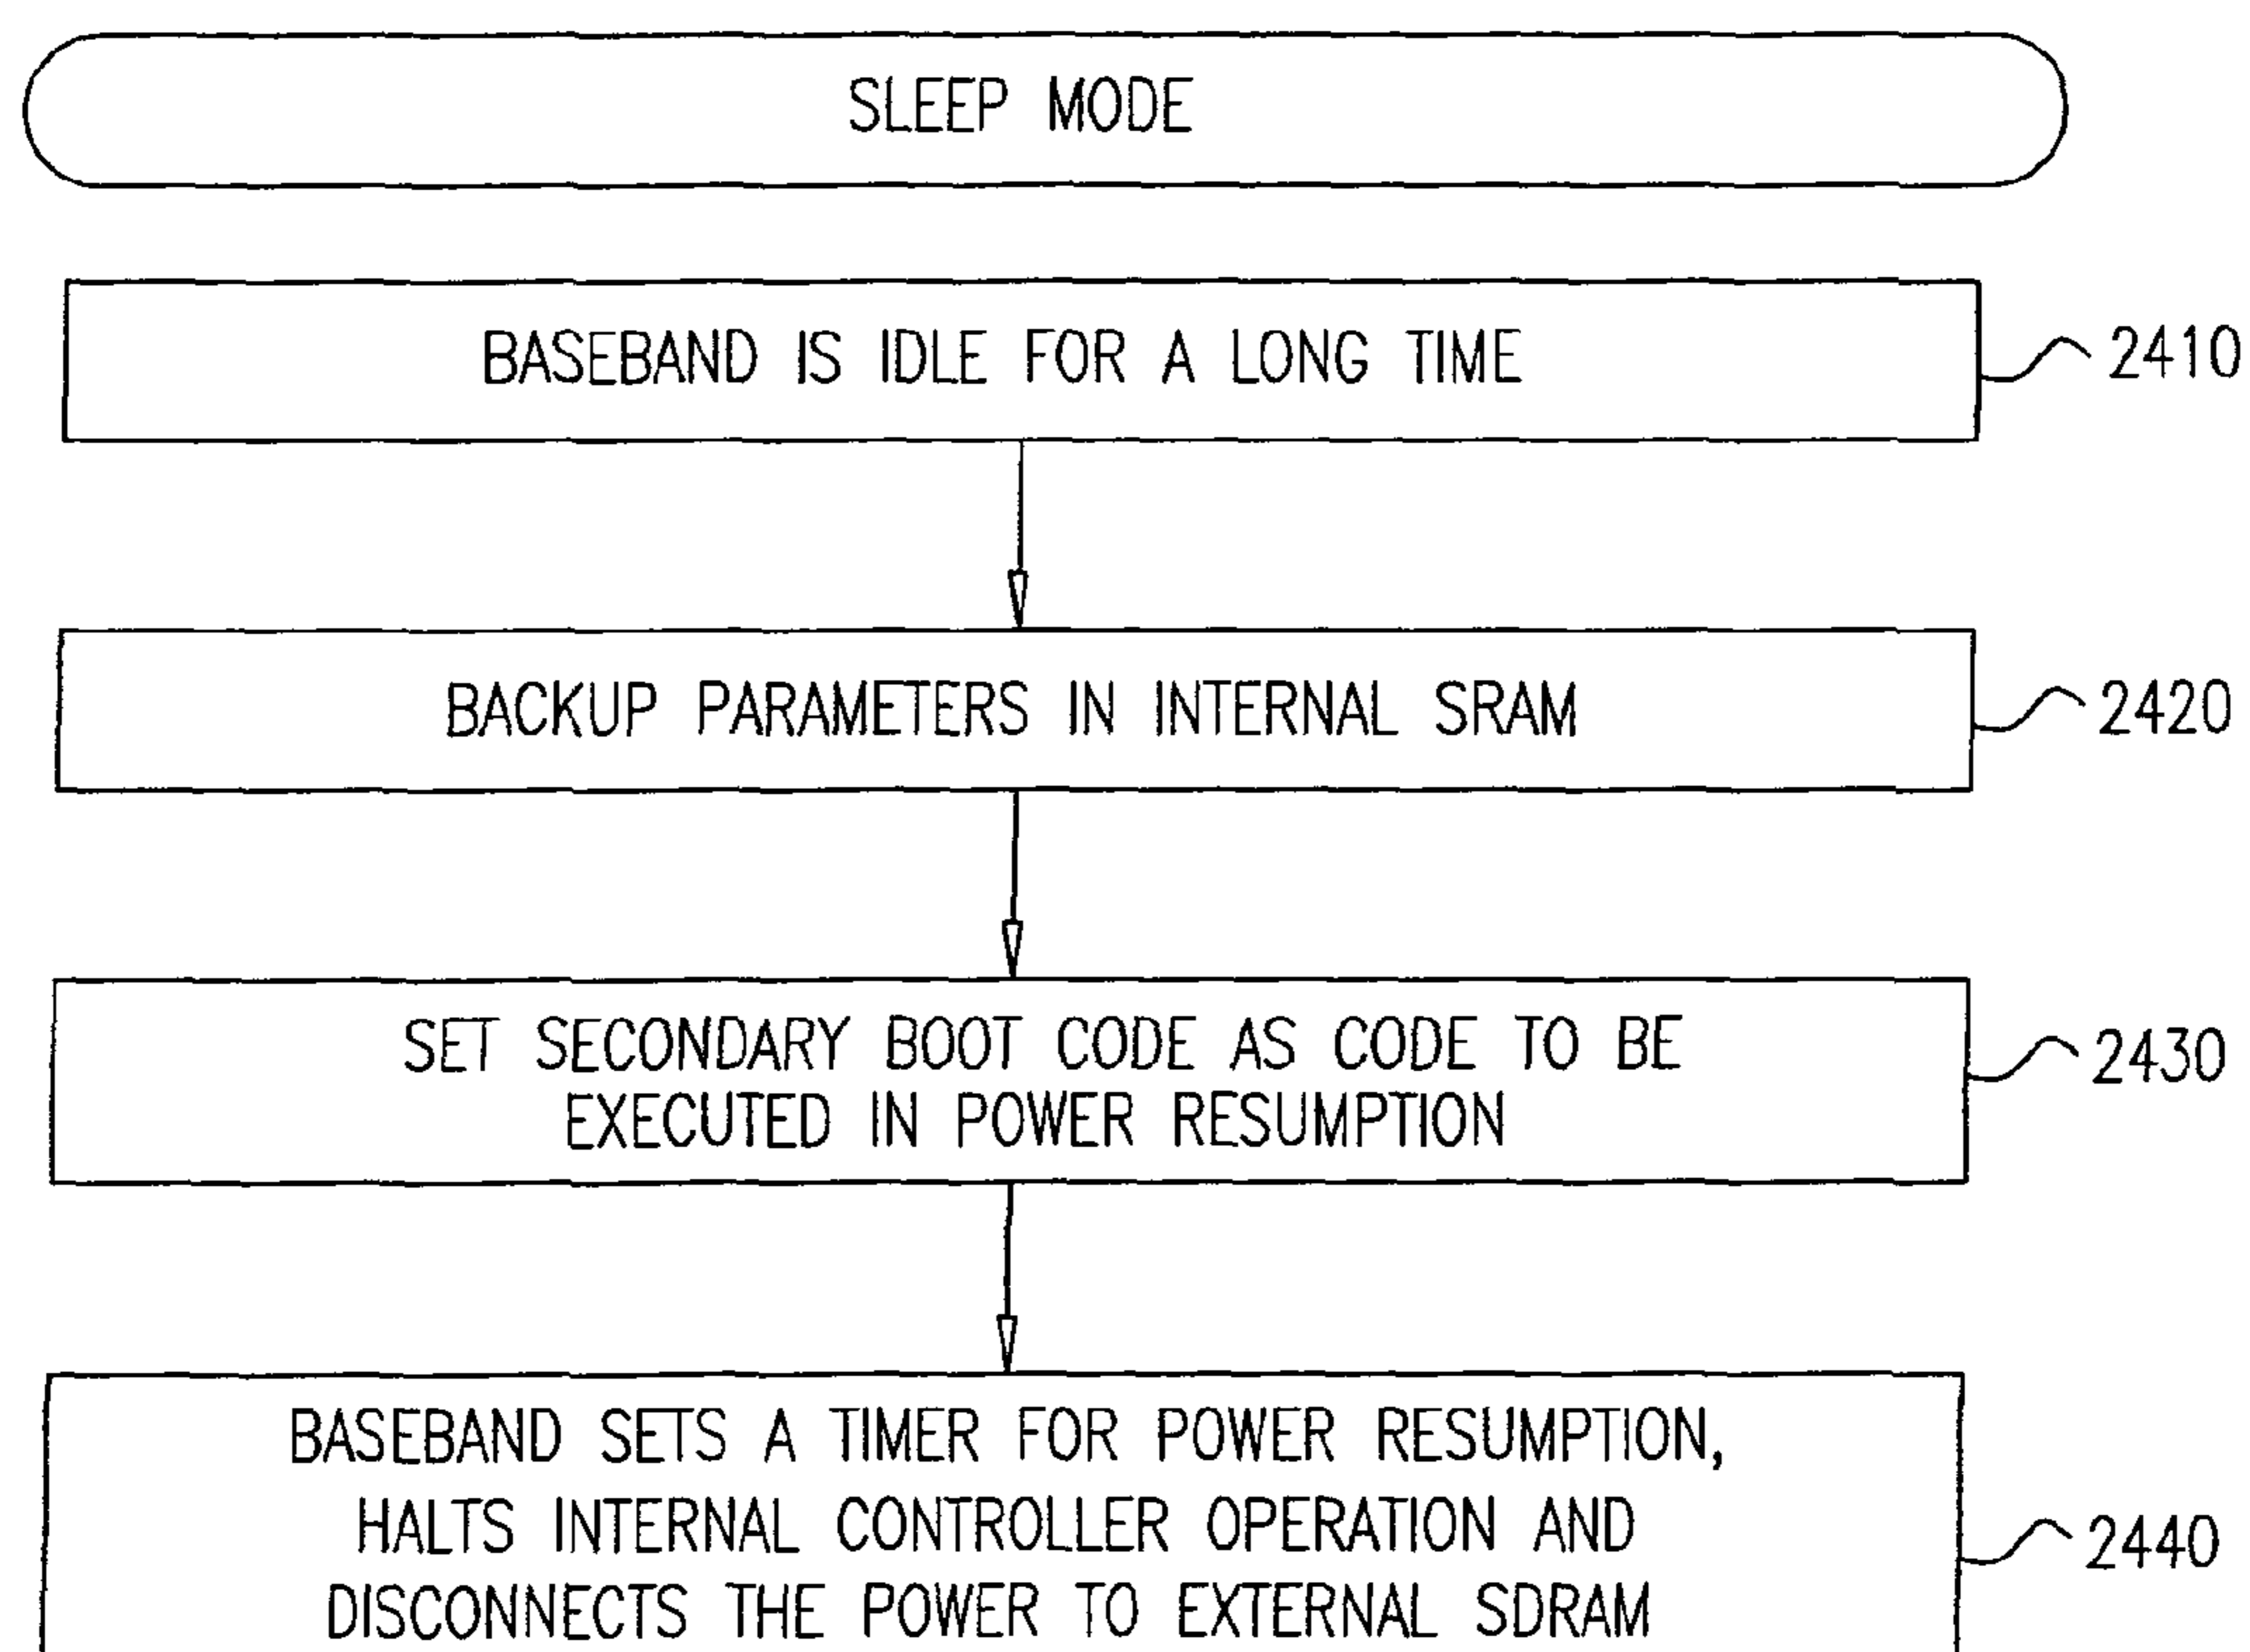 SLEEP MODE
BASEBAND IS IDLE FOR A LONG TIME
2410
BACKUP PARAMETERS IN INTERNAL SRAM
2420
SET SECONDARY BOOT CODE AS CODE TO BE
EXECUTED IN POWER RESUMPTION
2430
BASEBAND SETS A TIMER FOR POWER RESUMPTION,
HALTS INTERNAL CONTROLLER OPERATION AND
DISCONNECTS THE POWER TO EXTERNAL SDRAM
2440